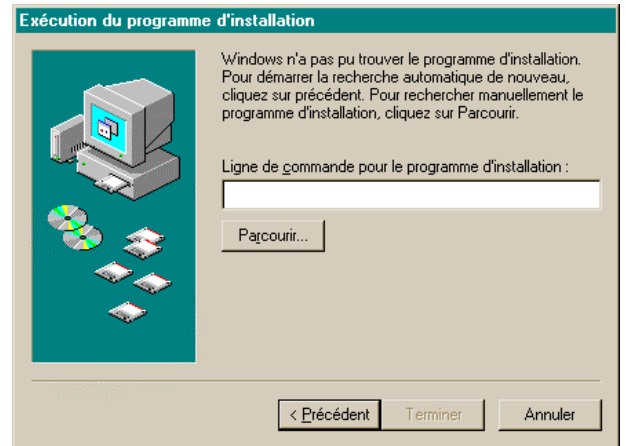 Exécution du programme d'installation
Windows n'a pas pu trouver le programme d'installation.
Pour démarrer la recherche automatique de nouveau,
cliquez sur précédent. Pour rechercher manuellement le
programme d'installation, cliquez sur Parcourir.
Ligne de commande pour le programme d'installation :
Parcourir...
< Précédent
Terminer
Annuler